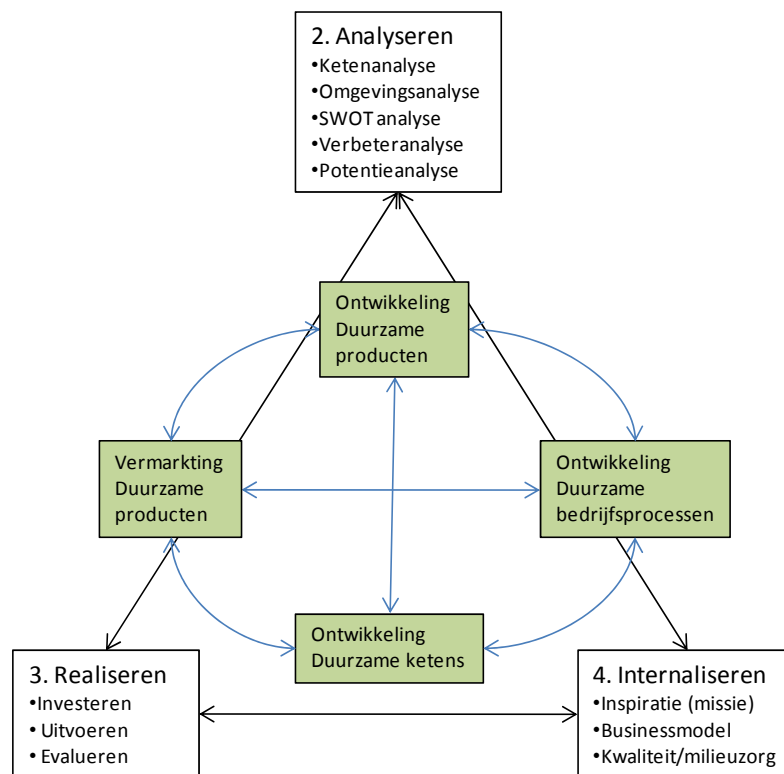 2. Analyseren
•Ketenanalyse
•Omgevingsanalyse
•SWOT analyse
•Verbeteranalyse
•Potentieanalyse
Ontwikkeling
Duurzame
producten
Vermarkting
Duurzame
producten
Ontwikkeling
Duurzame
bedrijfsprocessen
Ontwikkeling
Duurzame ketens
3. Realiseren
•Investeren
• Uitvoeren
• Evalueren
4. Internaliseren
•Inspiratie (missie)
•Businessmodel
•Kwaliteit/milieuzorg